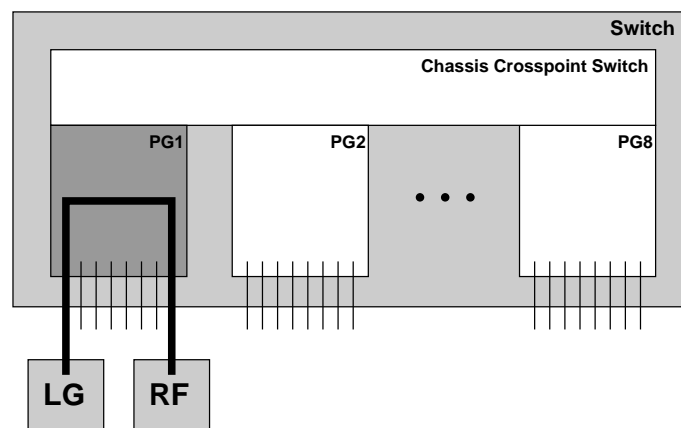 Switch
Chassis Crosspoint Switch
PG1
PG2
PG8
LG
RF